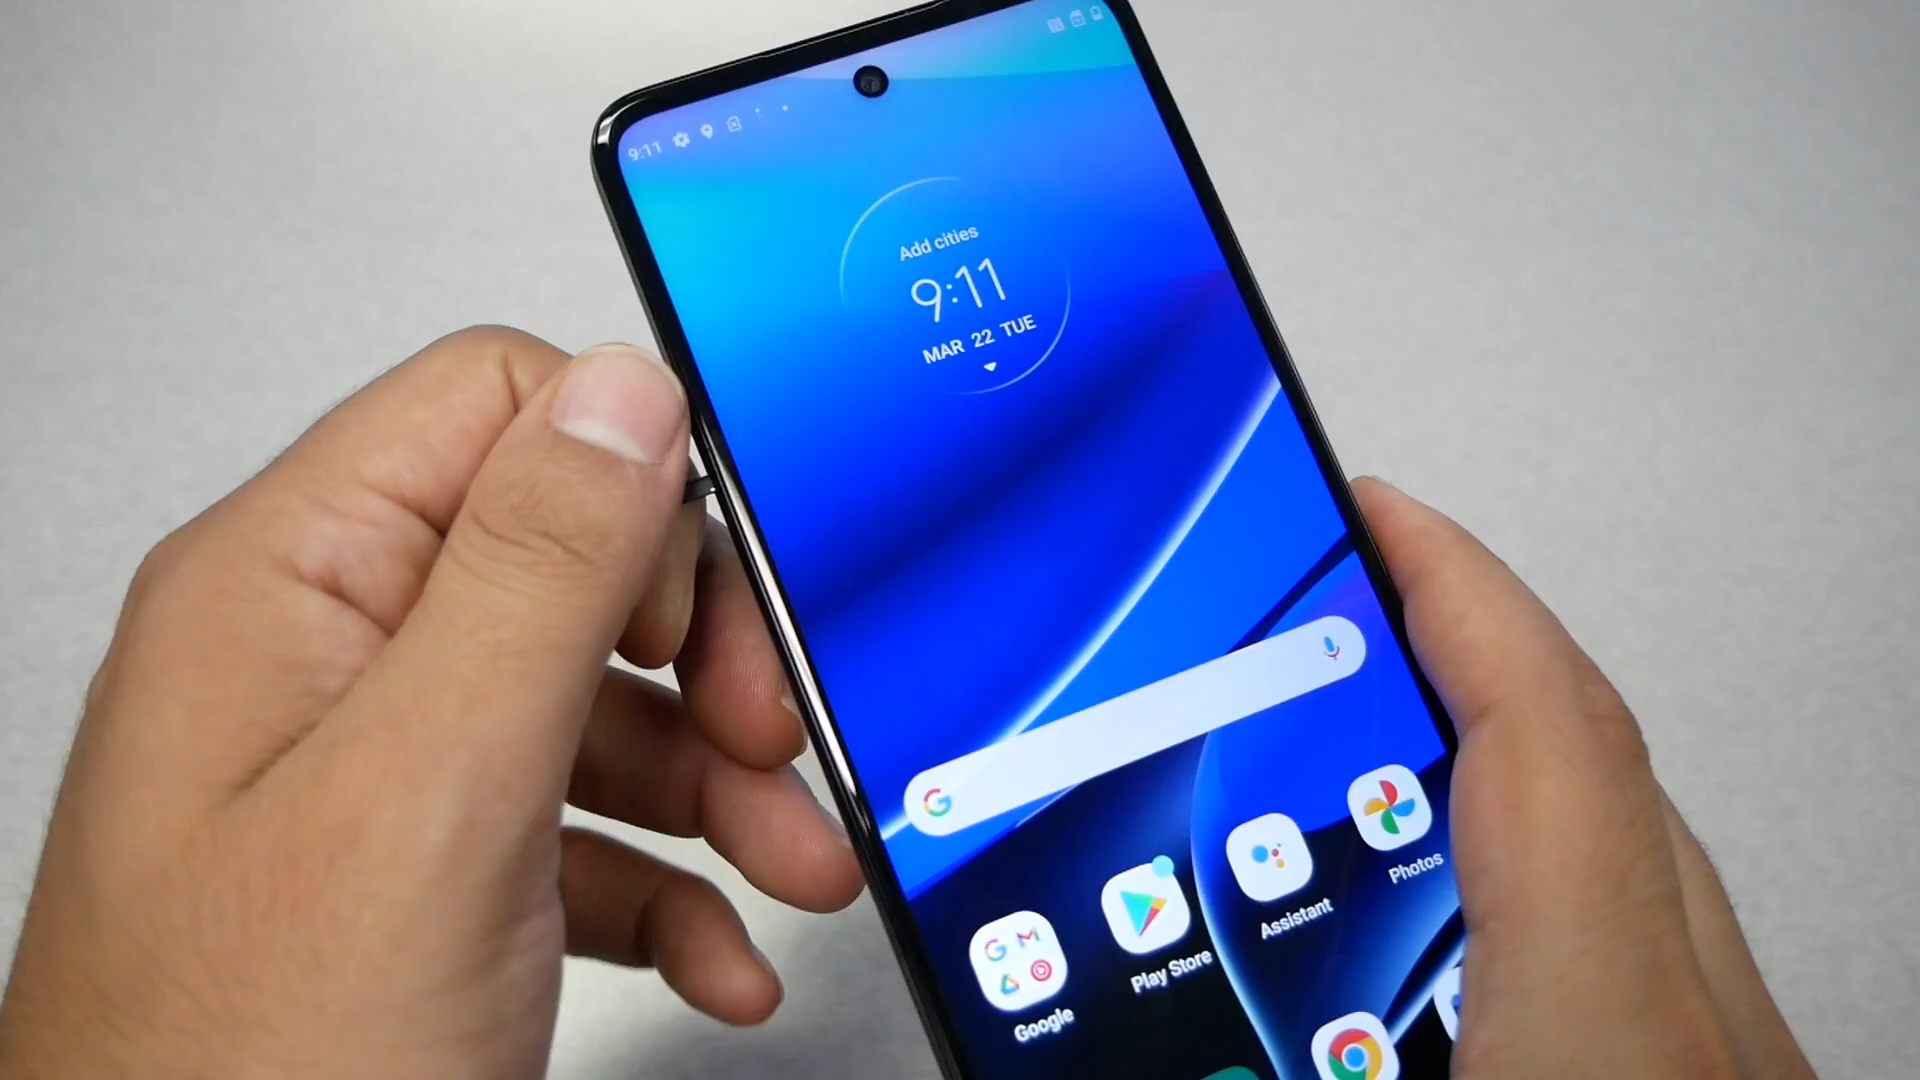 9:11
Add cities
9:11
MAR 22 TUE
Google
Play Store
Assistant
Photos